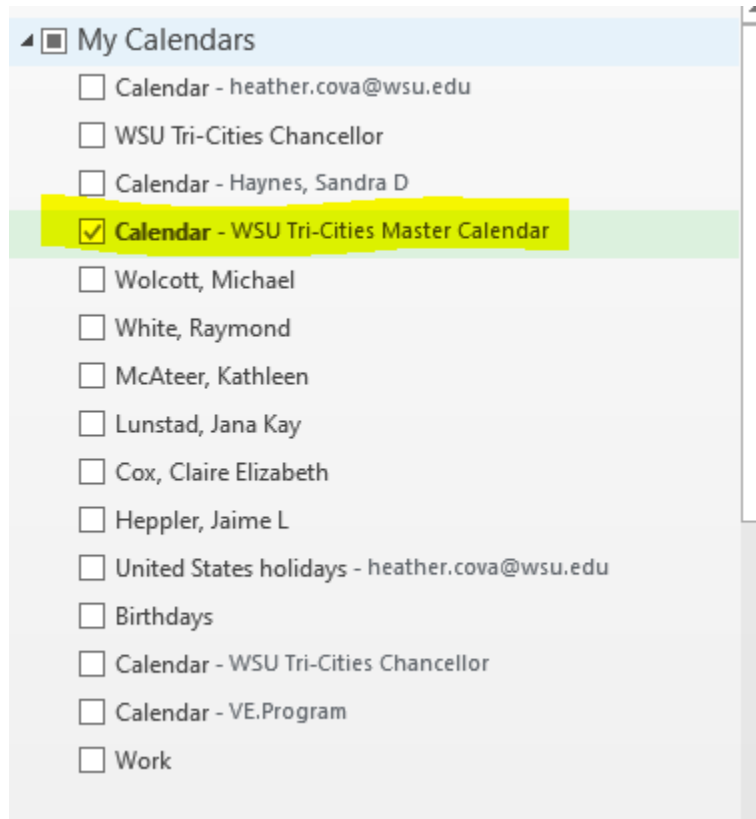 My Calendars
Calendar - heather.cova@wsu.edu
WSU Tri-Cities Chancellor
Calendar - Haynes, Sandra D
Calendar - WSU Tri-Cities Master Calendar
Wolcott, Michael
White, Raymond
McAteer, Kathleen
Lunstad, Jana Kay
Cox, Claire Elizabeth
Heppler, Jaime L
United States holidays - heather.cova@wsu.edu
Birthdays
Calendar - WSU Tri-Cities Chancellor
Calendar - VE.Program
Work